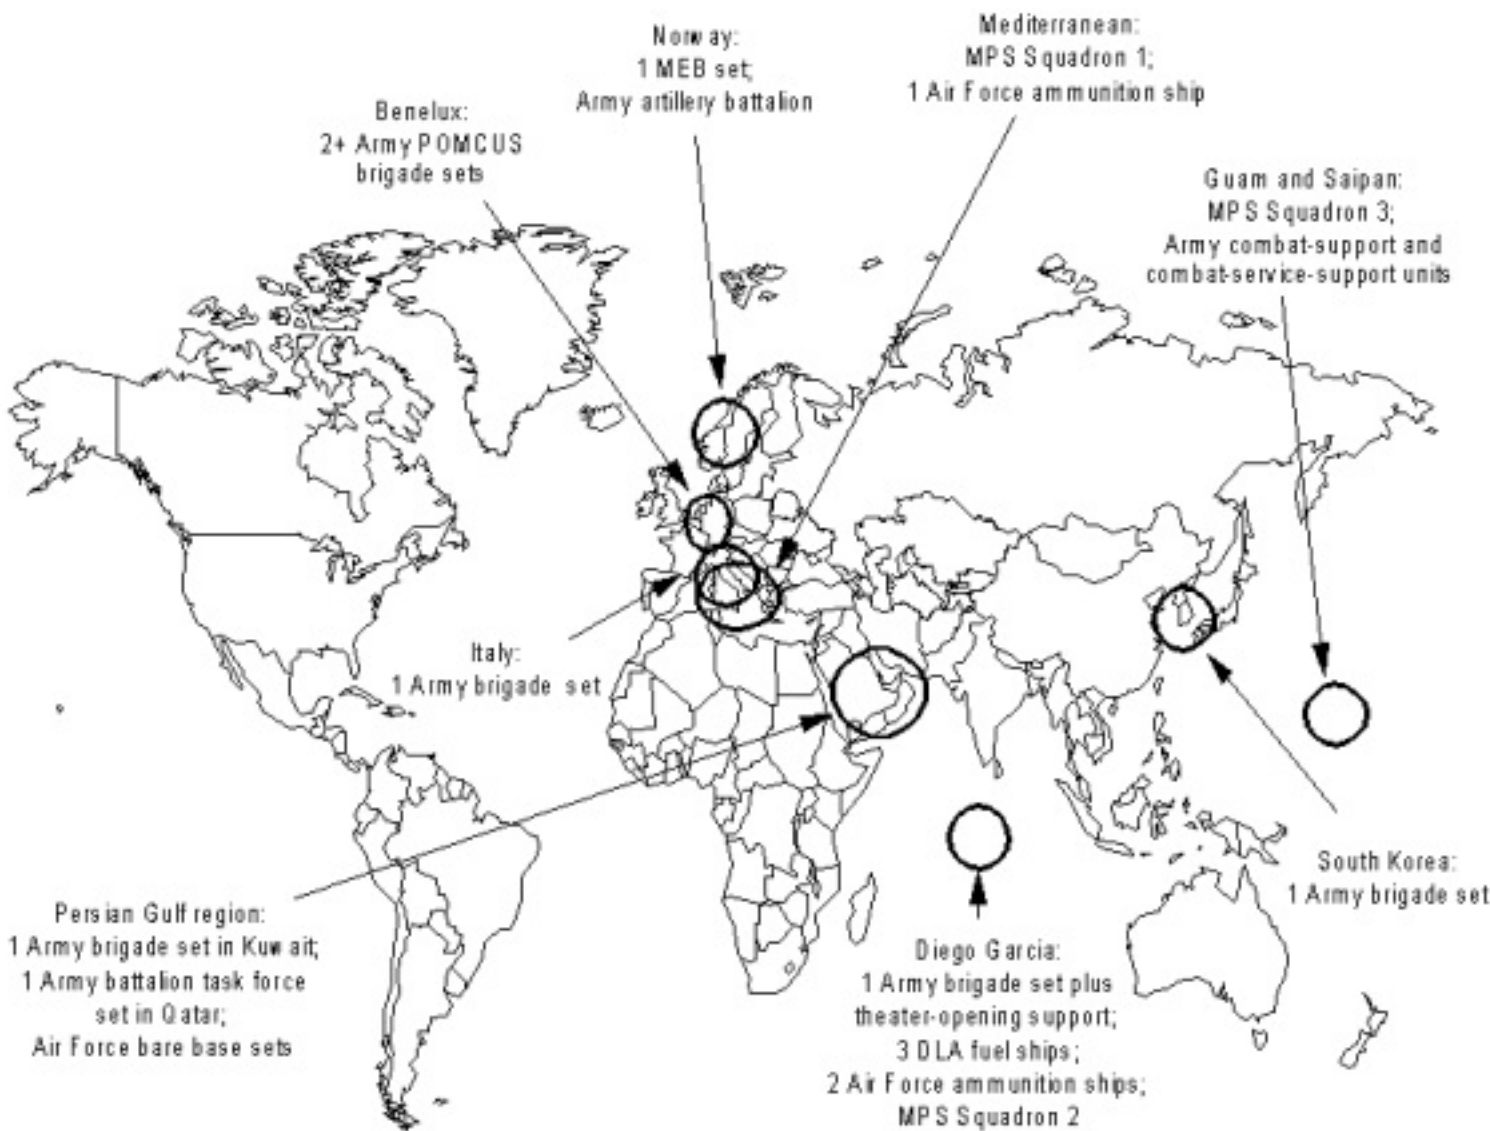 Norway:
1 MEB set;
Army artillery battalion
Mediterranean:
MPS Squadron 1;
1 Air Force ammunition ship
Benelux:
2+ Army POMCUS
brigade sets
Guam and Saipan:
MPS Squadron 3;
Army combat-support and
combat-service-support units
Italy:
1 Army brigade set
South Korea:
1 Army brigade set
Persian Gulf region:
1 Army brigade set in Kuwait;
1 Army battalion task force
set in Qatar;
Air Force bare base sets
Diego Garcia:
1 Army brigade set plus
theater-opening support;
3 DLA fuel ships;
2 Air Force ammunition ships;
MPS Squadron 2